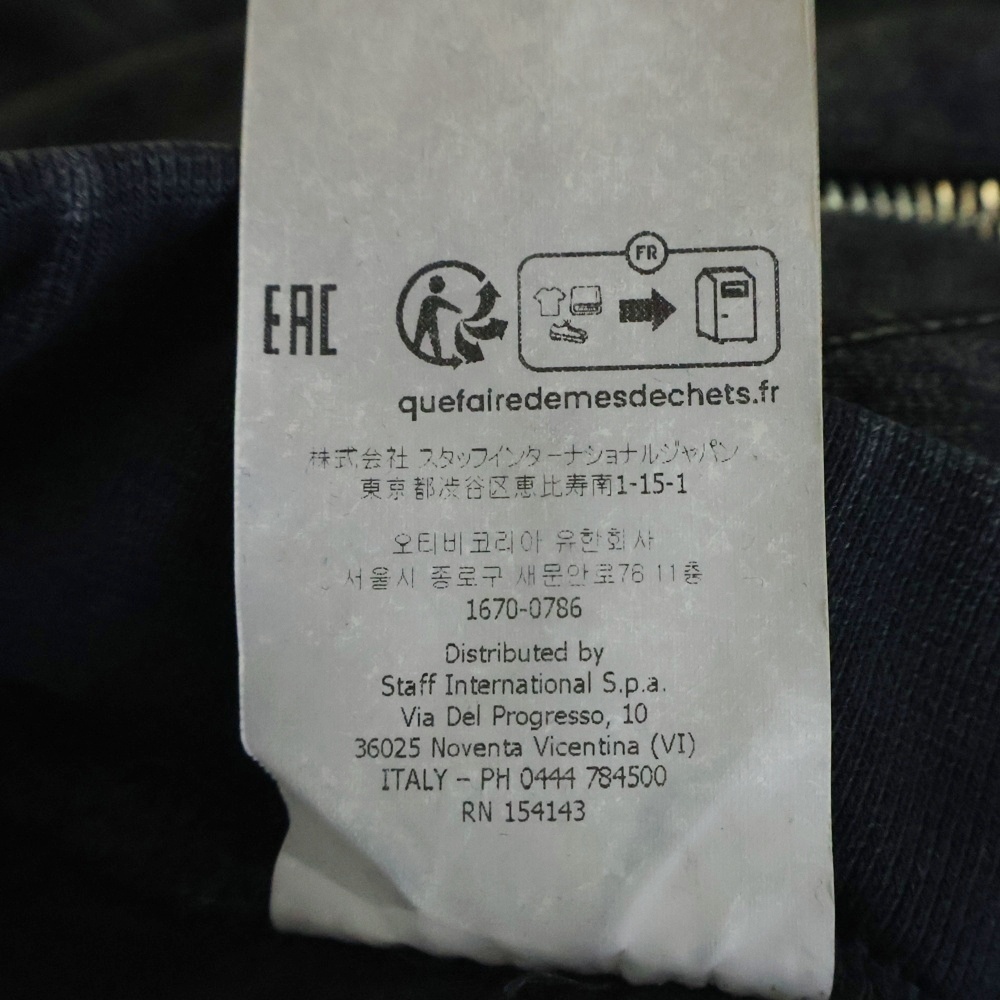 FR
EAC
quefairedemesdechets.fr
株式会社 スタッフインターナショナルジャパン
東京都渋谷区恵比寿南1-15-1
오티비코리아 유한회사
서울시 종로구 새문안로76 11층
1670-0786
Distributed by
Staff International S.p.a.
Via Del Progresso, 10
36025 Noventa Vicentina (VI)
ITALY - PH 0444 784500
RN 154143